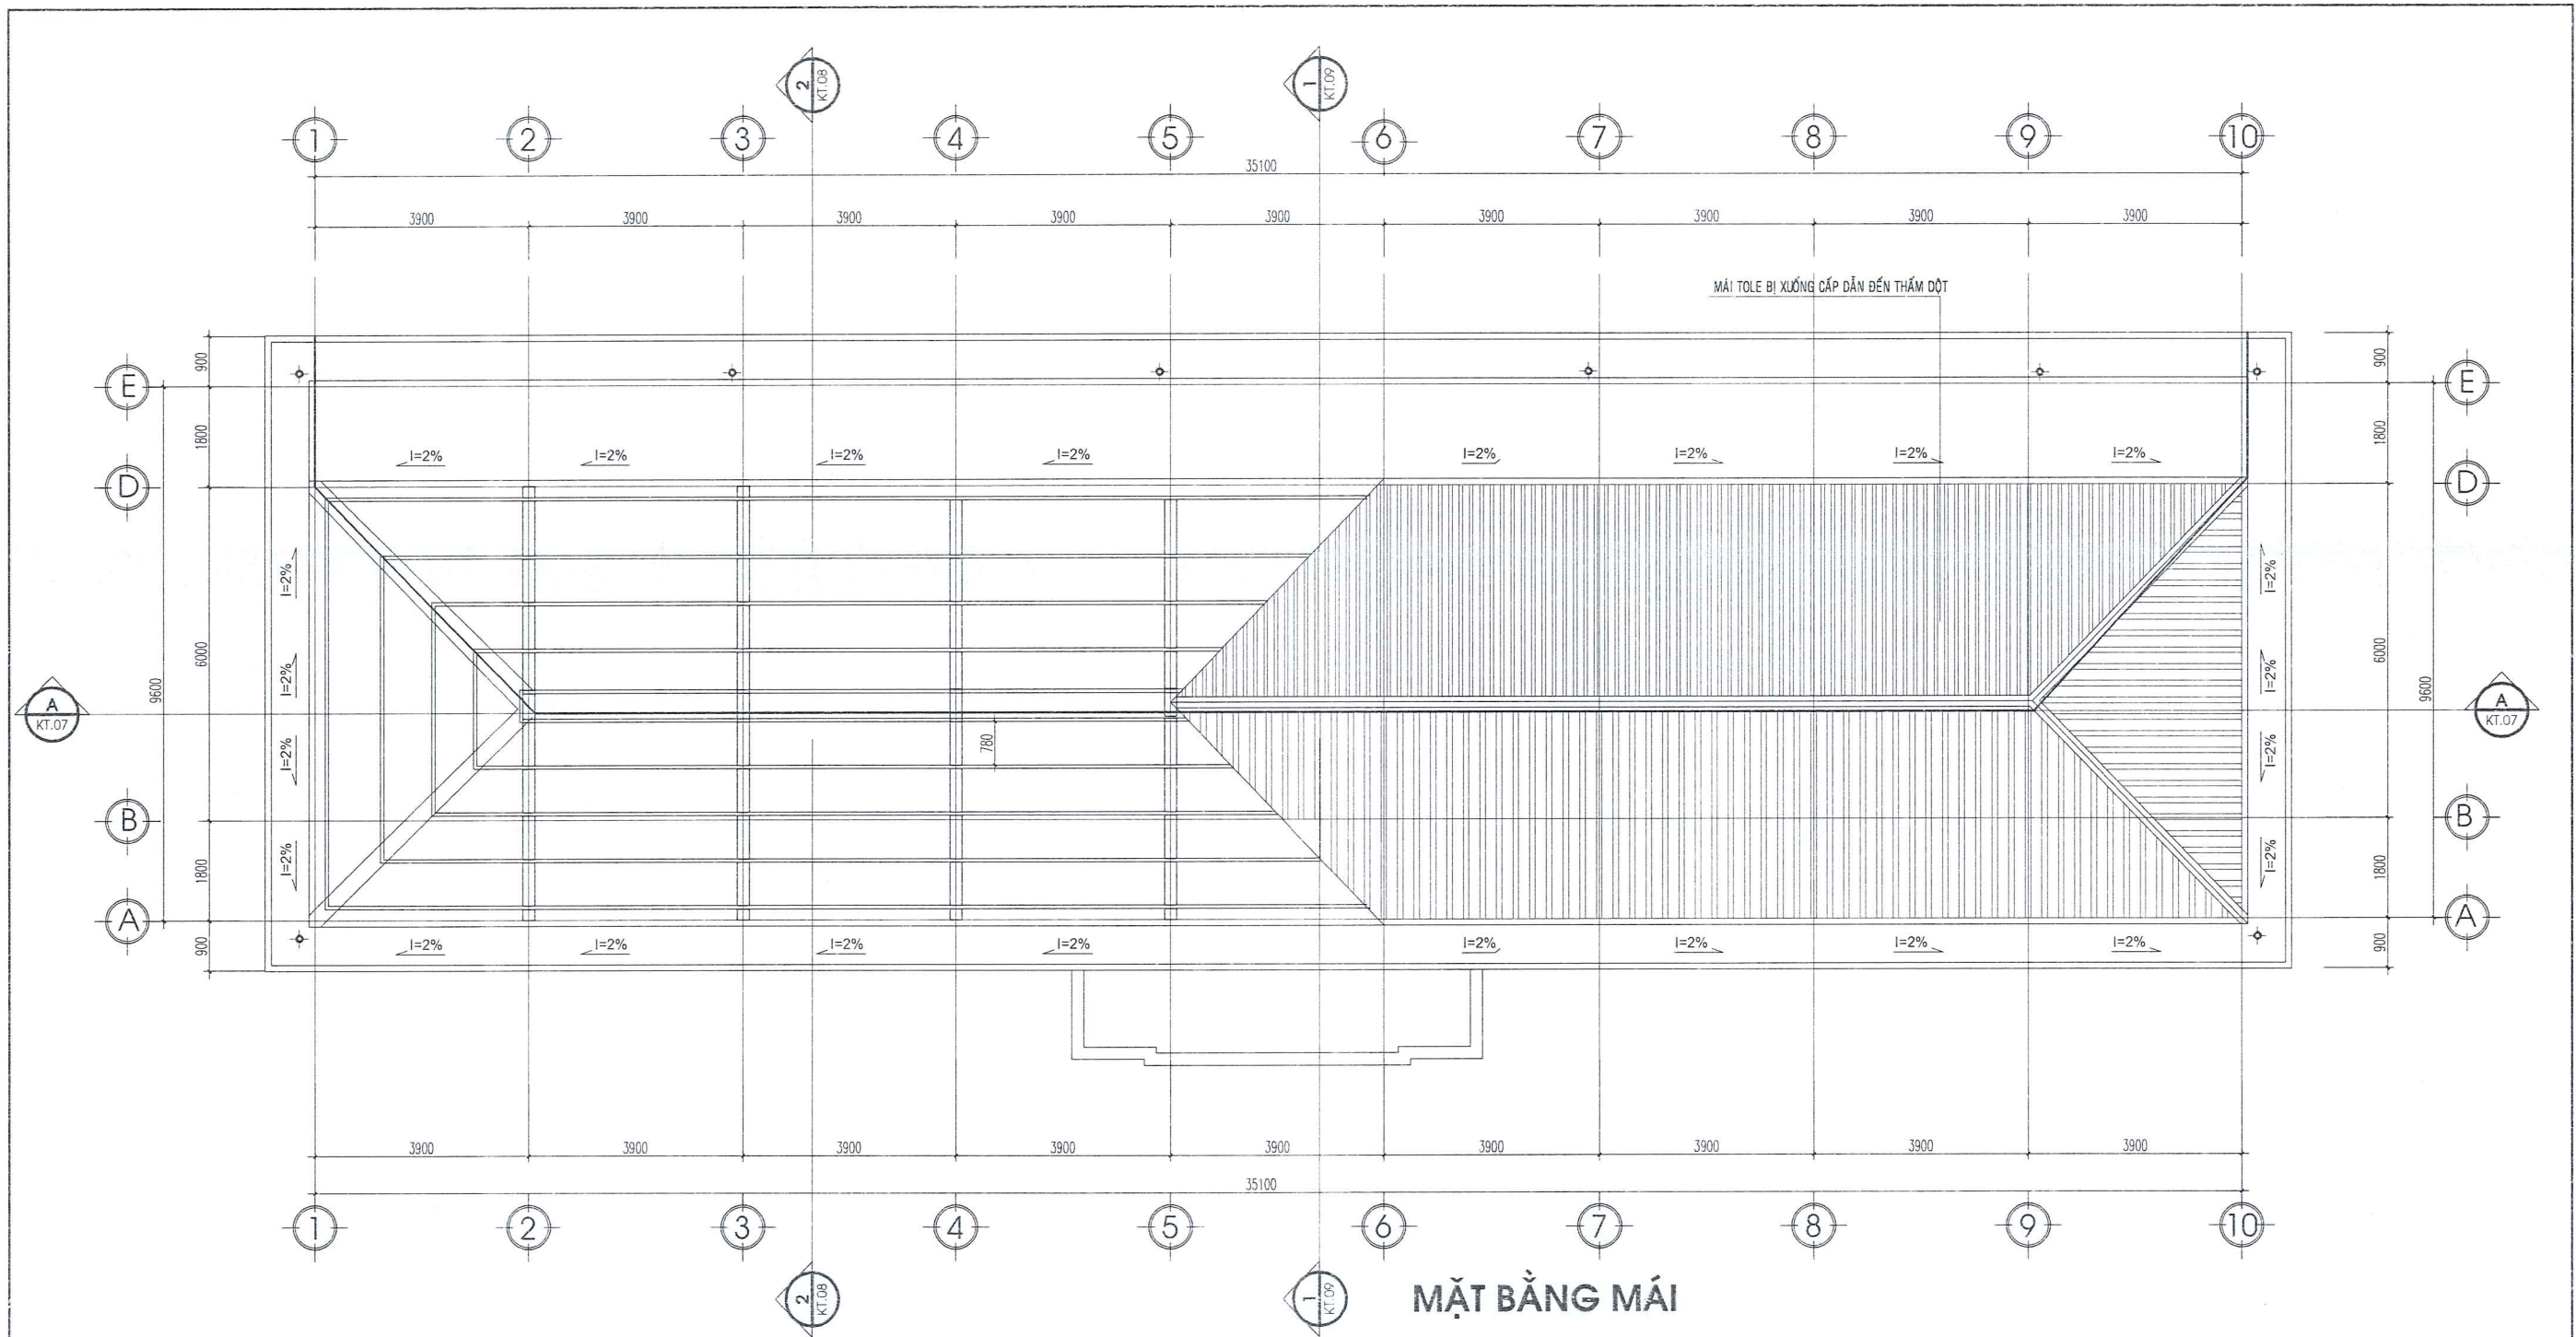 2 KT.08
1 KT.09
1 2 3 4 5 6 7 8 9 10
35100
3900 3900 3900 3900 3900 3900 3900 3900 3900
MÁI TOLE BỊ XUỐNG CẤP DẪN ĐẾN THẤM DỘT
900 900
E E
1800 1800
I=2% I=2% I=2% I=2% I=2% I=2% I=2% I=2%
D D
I=2% I=2%
6000 6000
I=2% I=2%
9600 9600
A KT.07
A KT.07
780
I=2% I=2%
B B
1800 1800
I=2% I=2%
A A
900 900
I=2% I=2% I=2% I=2% I=2% I=2% I=2% I=2%
3900 3900 3900 3900 3900 3900 3900 3900 3900
35100
1 2 3 4 5 6 7 8 9 10
2 KT.08
1 KT.09
MẶT BẰNG MÁI